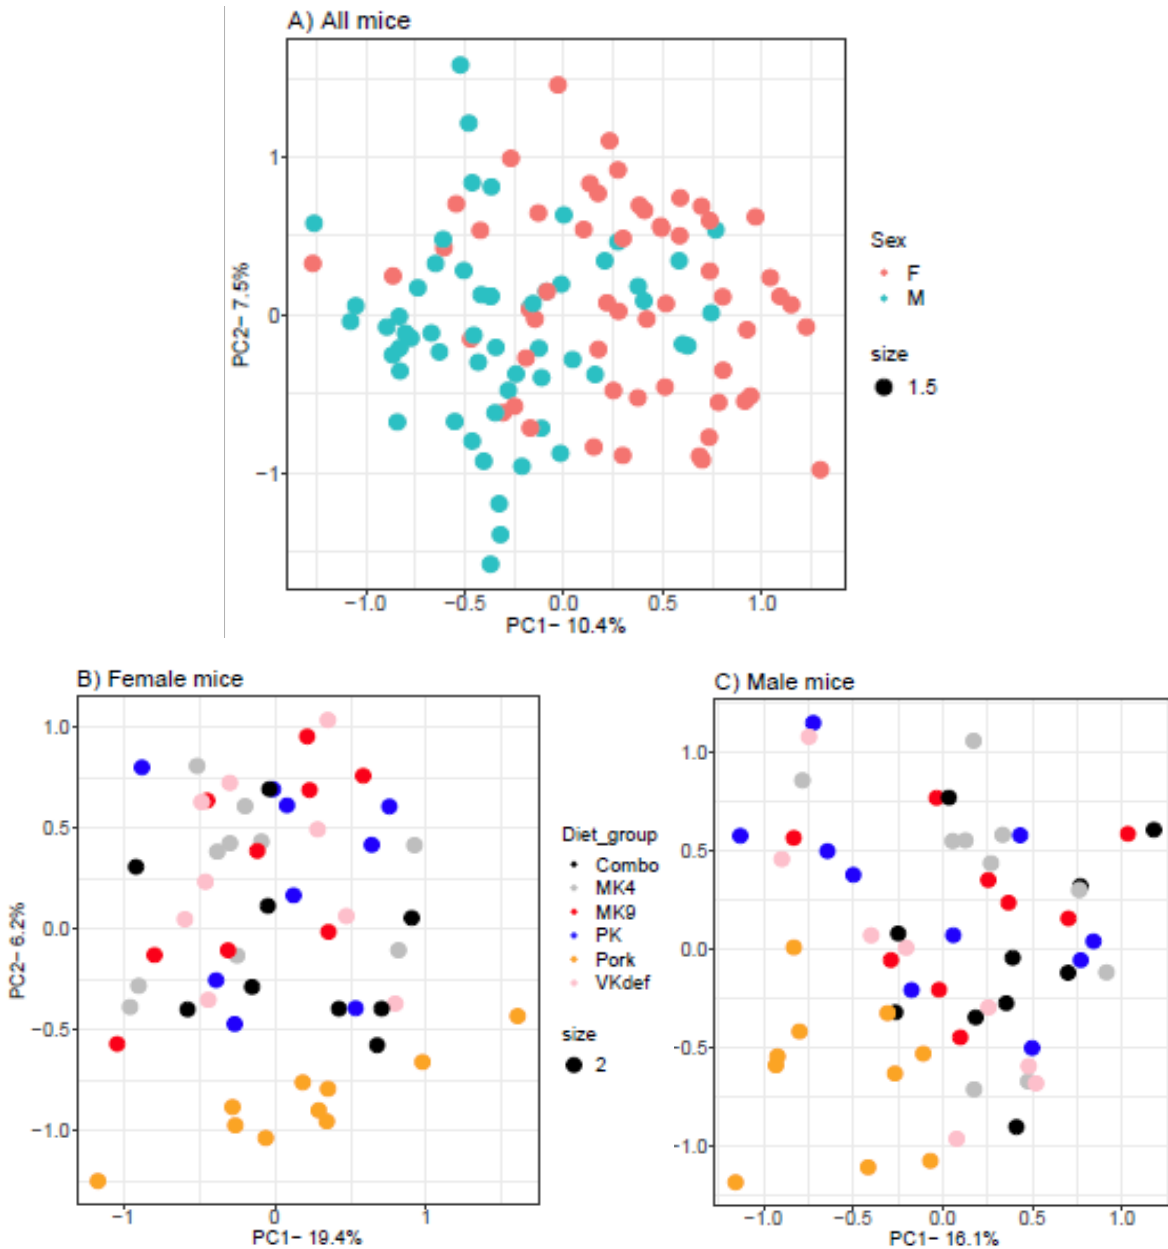 A) All mice
1
0
−1
PC2− 7.5%
−1.0 −0.5 0.0 0.5 1.0
PC1− 10.4%
Sex
F
M
size
1.5
B) Female mice
1.0
0.5
0.0
−0.5
−1.0
PC2− 6.2%
−1 0 1
PC1− 19.4%
Diet_group
Combo
MK4
MK9
PK
Pork
VKdef
size
2
C) Male mice
1.0
0.5
0.0
−0.5
−1.0
−1.0 −0.5 0.0 0.5 1.0
PC1− 16.1%